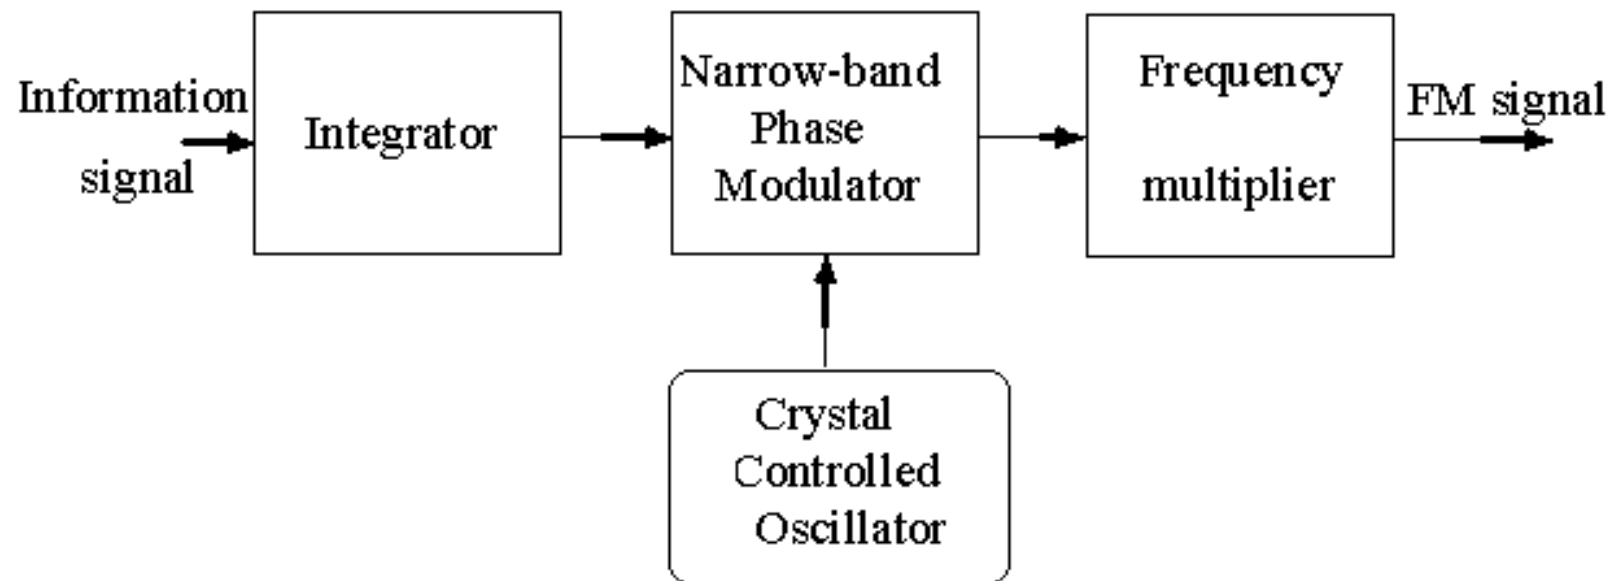 Information
signal
Integrator
Narrow-band
Phase
Modulator
Frequency
multiplier
FM signal
Crystal
Controlled
Oscillator